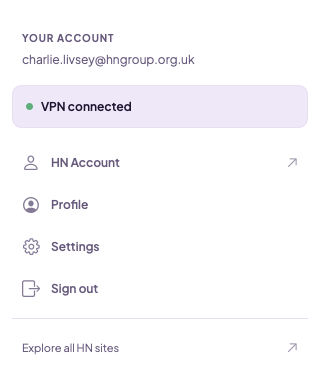 YOUR ACCOUNT
charlie.livsey@hngroup.org.uk
VPN connected
HN Account
Profile
Settings
Sign out
Explore all HN sites